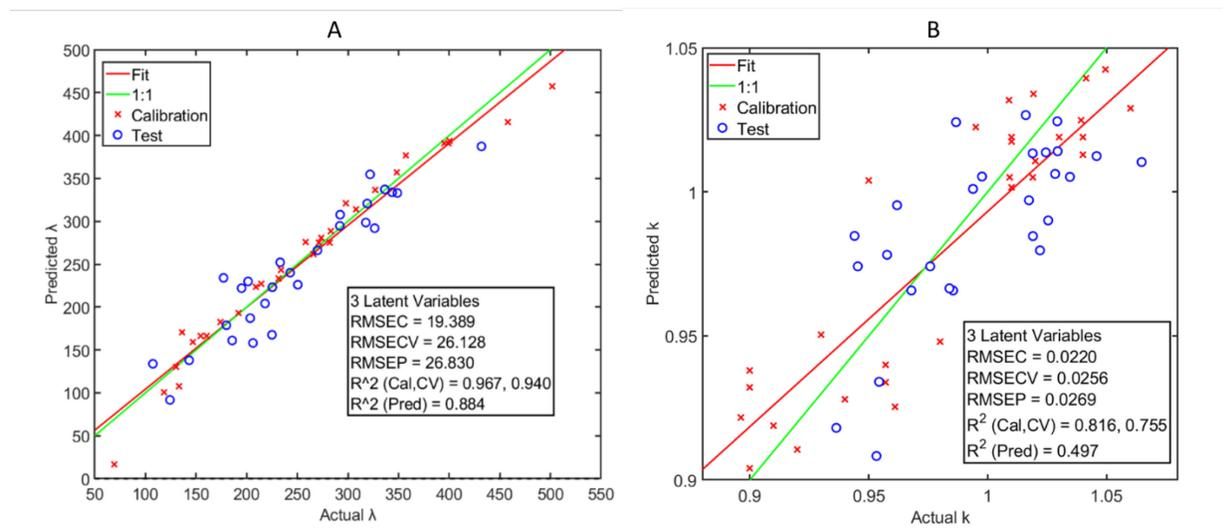 A
500
450
400
350
300
250
200
150
100
50
0
Predicted λ
Fit
1:1
Calibration
Test
3 Latent Variables
RMSEC = 19.389
RMSECV = 26.128
RMSEP = 26.830
R^2 (Cal,CV) = 0.967, 0.940
R^2 (Pred) = 0.884
50 100 150 200 250 300 350 400 450 500 550
Actual λ
B
1.05
1
0.95
0.9
Predicted k
Fit
1:1
Calibration
Test
3 Latent Variables
RMSEC = 0.0220
RMSECV = 0.0256
RMSEP = 0.0269
R² (Cal,CV) = 0.816, 0.755
R² (Pred) = 0.497
0.9 0.95 1 1.05
Actual k